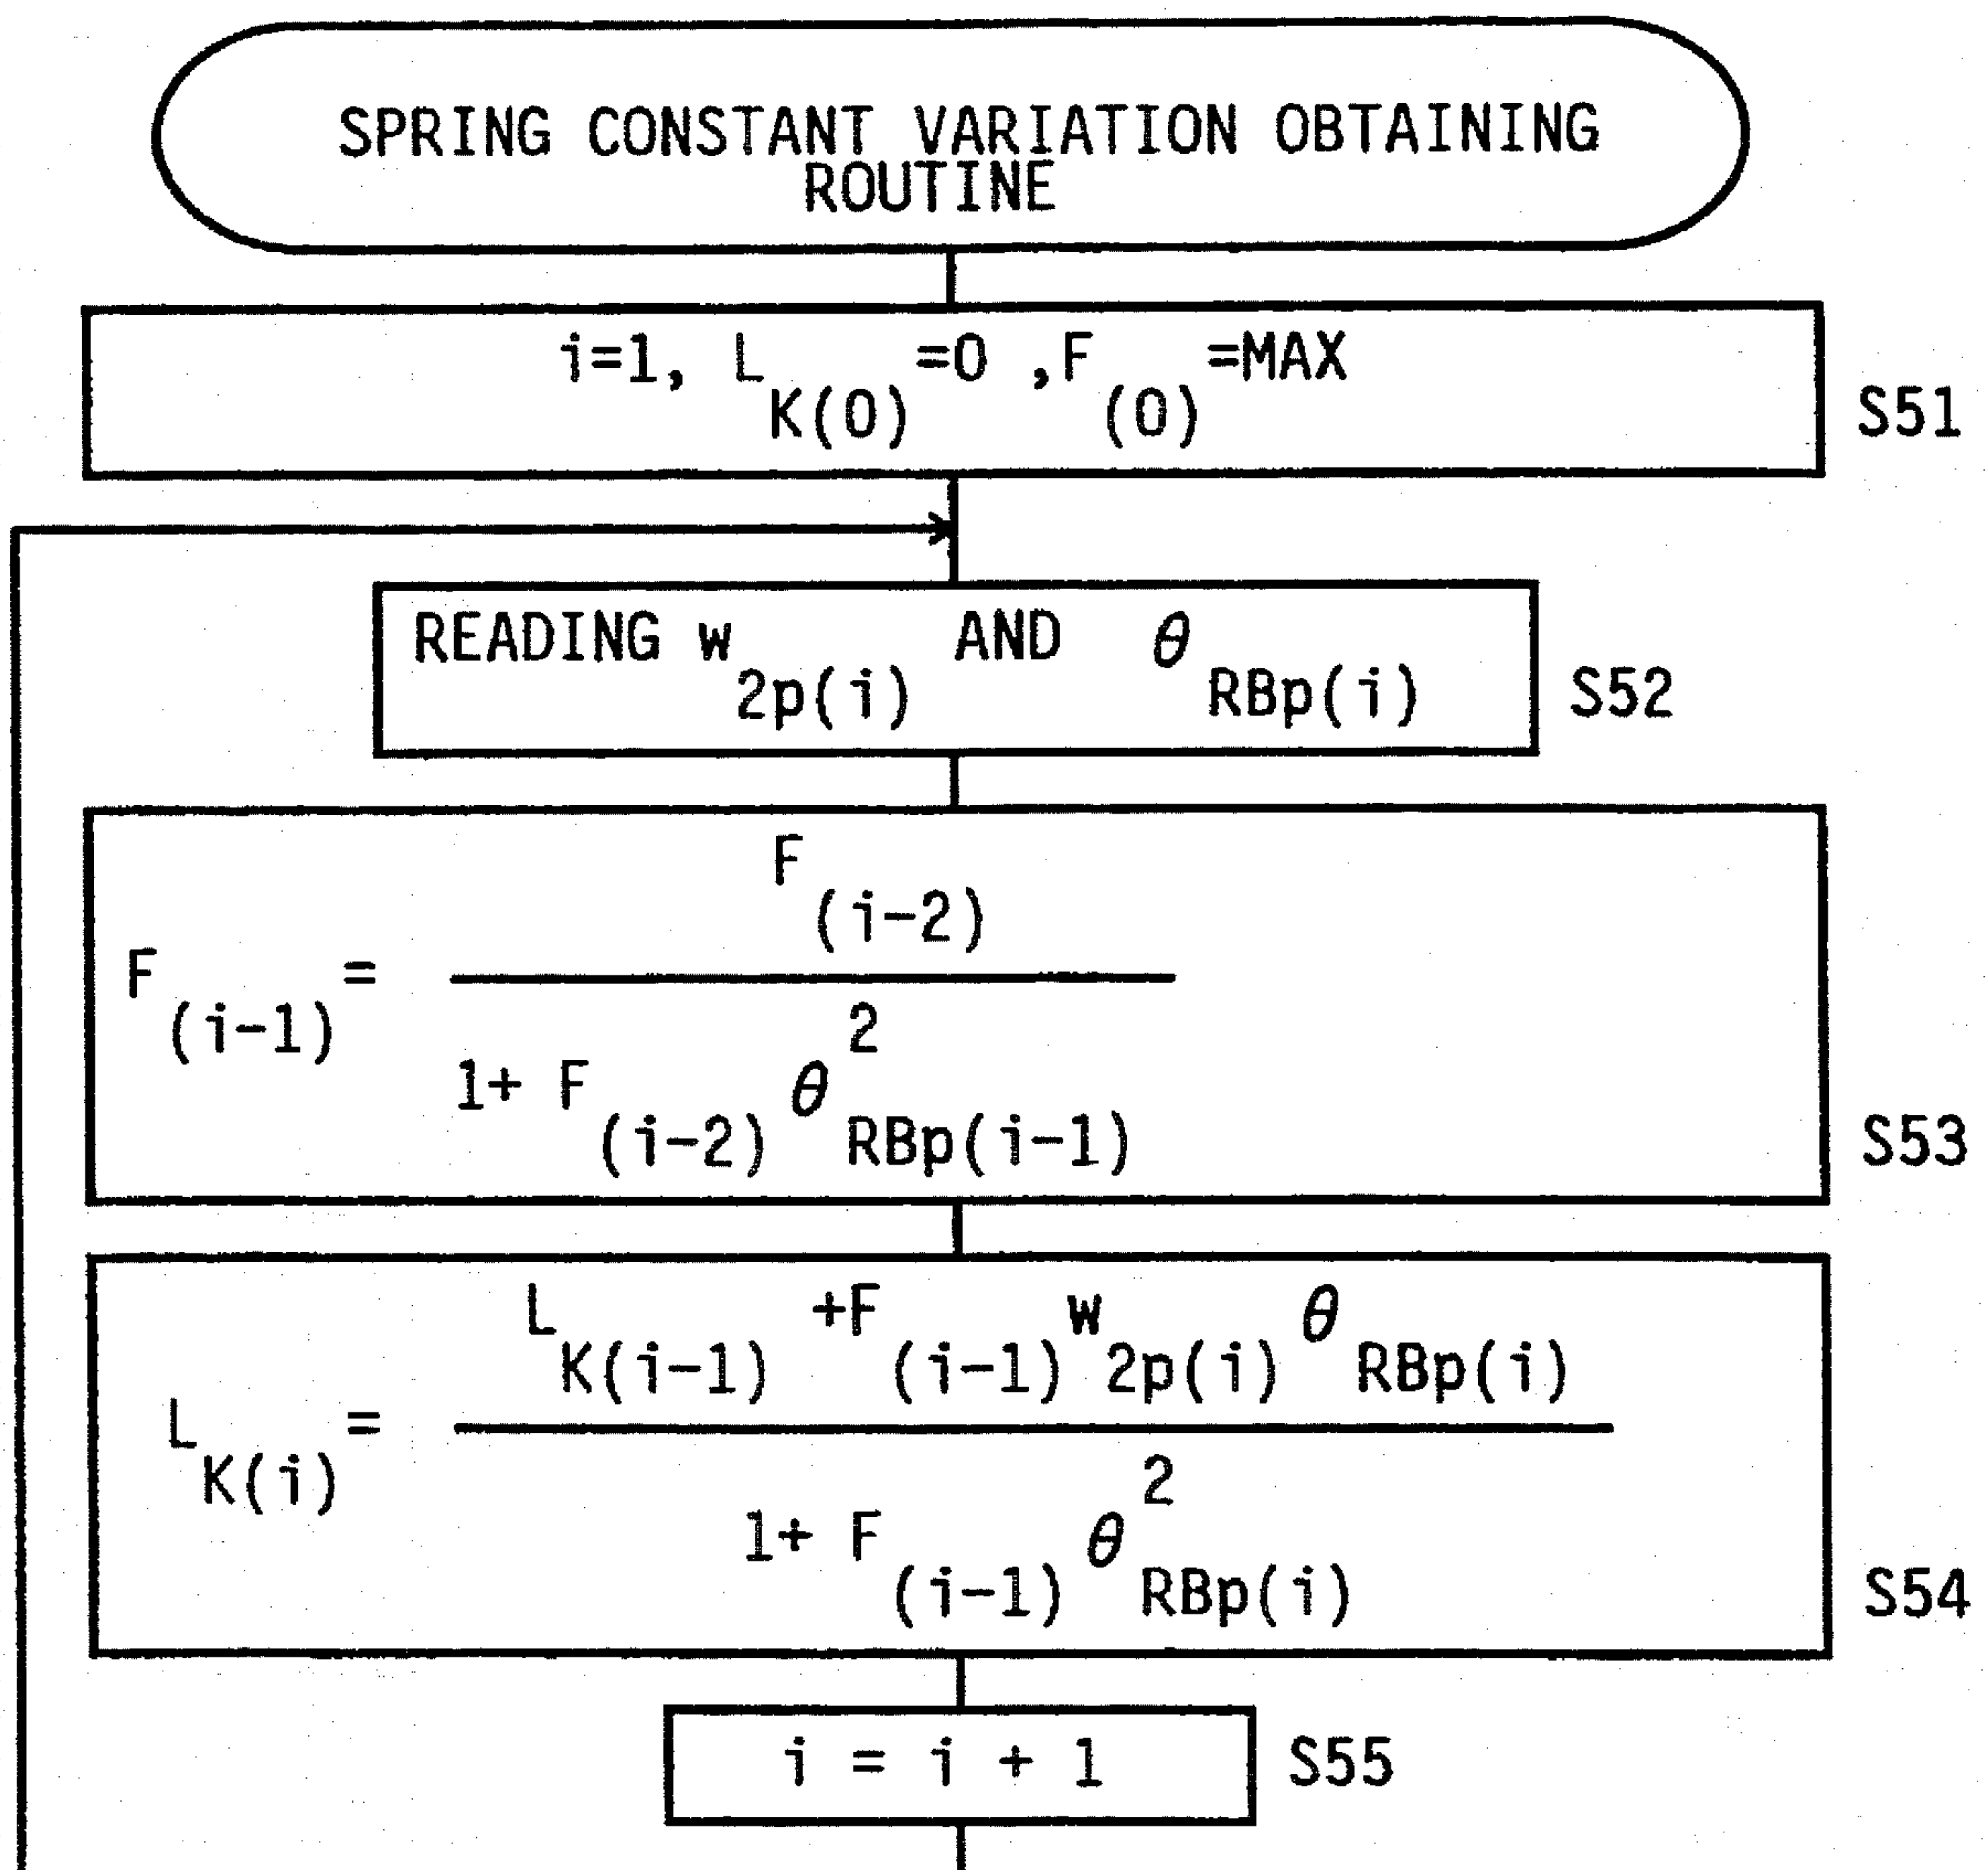 SPRING CONSTANT VARIATION OBTAINING
ROUTINE
i=1, L K(0) =0 ,F (0) =MAX
S51
READING w 2p(i) AND θ RBp(i)
S52
F (i-2)
F (i-1) =
1+ F (i-2) θ 2 RBp(i-1)
S53
L K(i-1) +F (i-1) w 2p(i) θ RBp(i)
L K(i) =
1+ F (i-1) θ 2 RBp(i)
S54
i = i + 1
S55